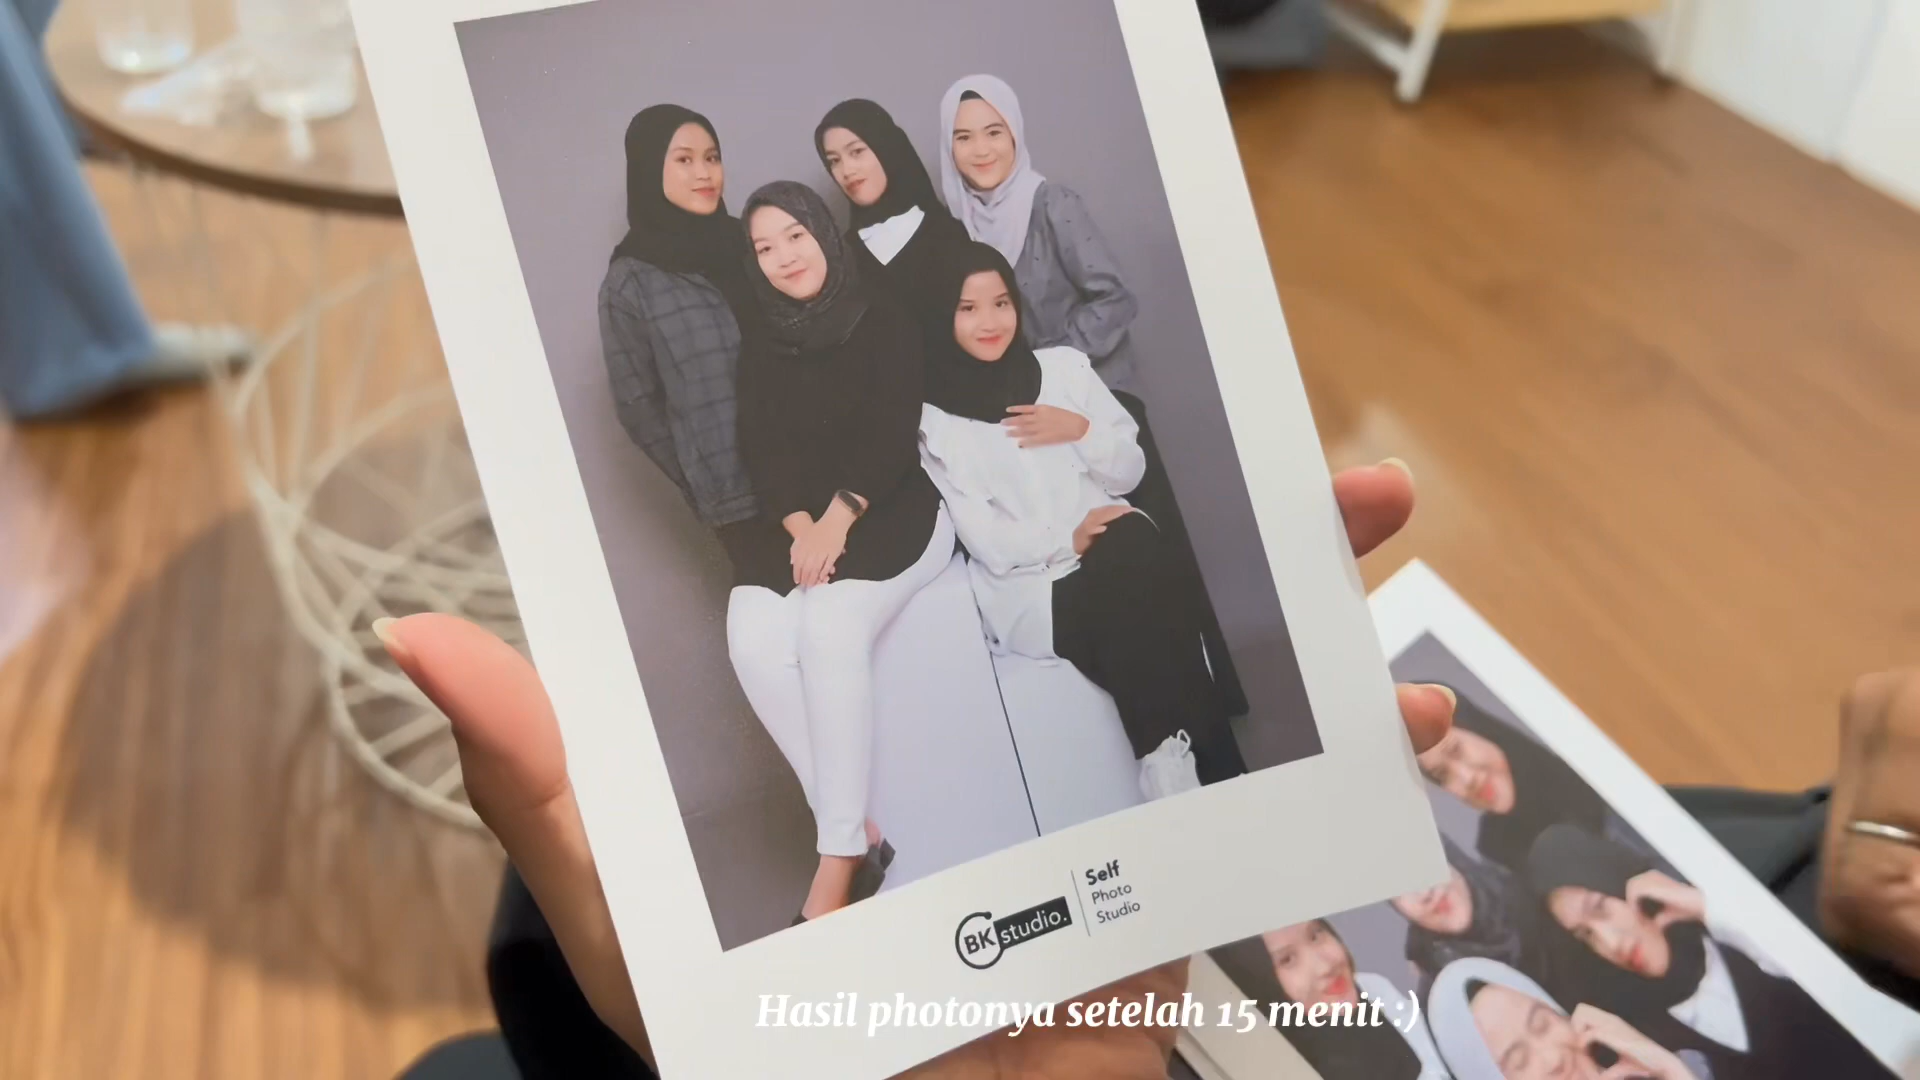 BK studio.
Self
Photo
Studio
Hasil photonya setelah 15 menit :)